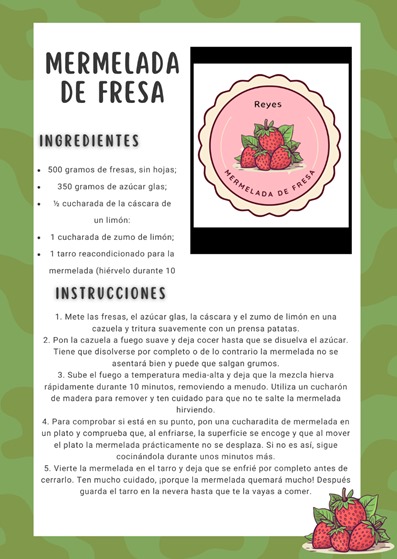 MERMELADA
DE FRESA
Reyes
MERMELADA DE FRESA
INGREDIENTES
• 500 gramos de fresas, sin hojas;
• 350 gramos de azúcar glas;
• ½ cucharada de la cáscara de
un limón:
• 1 cucharada de zumo de limón;
• 1 tarro reacondicionado para la
mermelada (hiérvelo durante 10
INSTRUCCIONES
1. Mete las fresas, el azúcar glas, la cáscara y el zumo de limón en una
cazuela y tritura suavemente con un prensa patatas.
2. Pon la cazuela a fuego suave y deja cocer hasta que se disuelva el azúcar.
Tiene que disolverse por completo o de lo contrario la mermelada no se
asentará bien y puede que salgan grumos.
3. Sube el fuego a temperatura media-alta y deja que la mezcla hierva
rápidamente durante 10 minutos, removiendo a menudo. Utiliza un cucharón
de madera para remover y ten cuidado para que no te salte la mermelada
hirviendo.
4. Para comprobar si está en su punto, pon una cucharadita de mermelada en
un plato y comprueba que, al enfriarse, la superficie se encoge y que al mover
el plato la mermelada prácticamente no se desplaza. Si no es así, sigue
cocinándola durante unos minutos más.
5. Vierte la mermelada en el tarro y deja que se enfrié por completo antes de
cerrarlo. Ten mucho cuidado, ¡porque la mermelada quemará mucho! Después
guarda el tarro en la nevera hasta que te la vayas a comer.